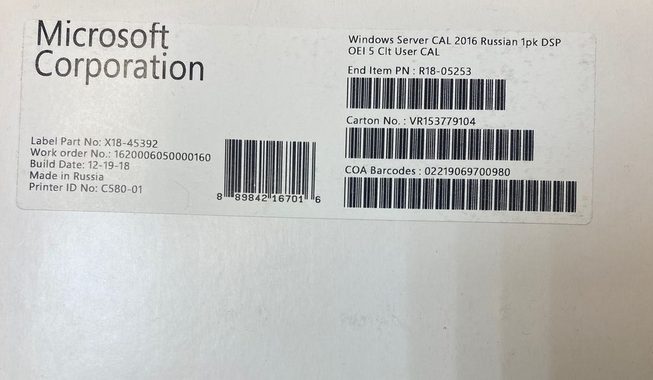 Microsoft
Corporation
Label Part No: X18-45392
Work order No.: 1620006050000160
Build Date: 12-19-18
Made in Russia
Printer ID No: C580-01
8 89842 16701 6
Windows Server CAL 2016 Russian 1pk DSP
OEI 5 Clt User CAL
End Item PN : R18-05253
Carton No. : VR153779104
COA Barcodes : 02219069700980